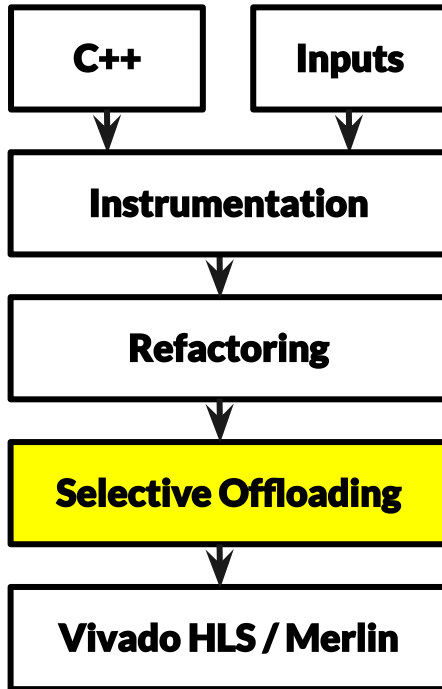 C++
Inputs
Instrumentation
Refactoring
Selective Offloading
Vivado HLS / Merlin